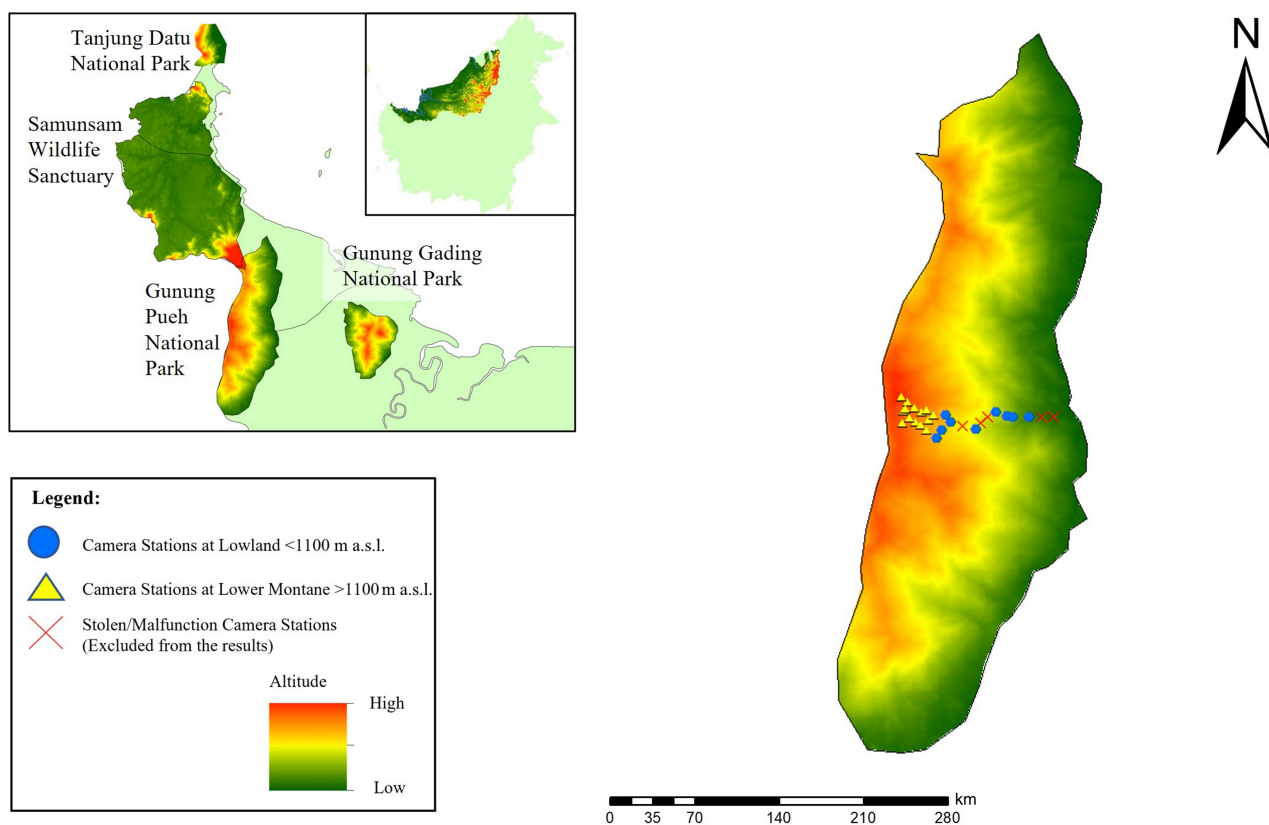 Tanjung Datu
National Park
Samunsam
Wildlife
Sanctuary
Gunung Gading
National Park
Gunung
Pueh
National
Park
N
Legend:
Camera Stations at Lowland <1100 m a.s.l.
Camera Stations at Lower Montane >1100 m a.s.l.
Stolen/Malfunction Camera Stations
(Excluded from the results)
Altitude
High
Low
km
0 35 70 140 210 280